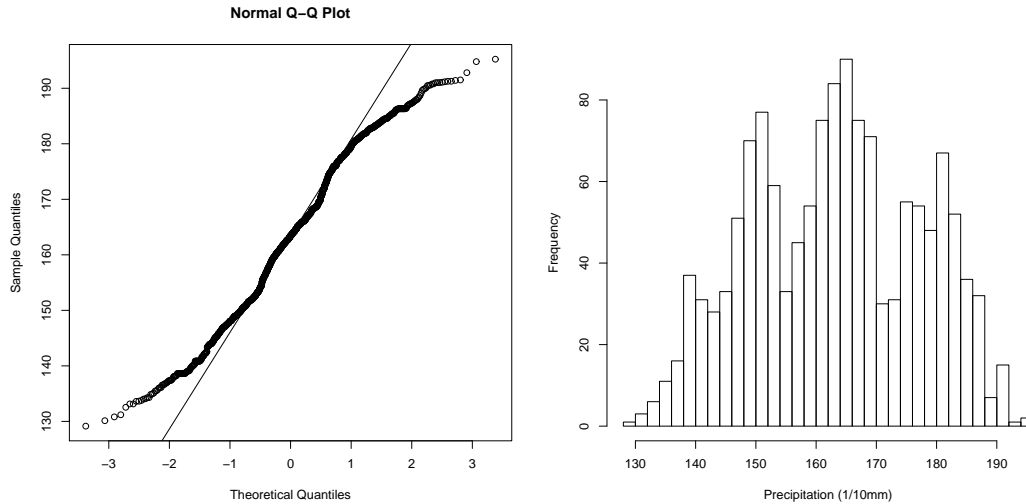 Normal Q−Q Plot
Sample Quantiles
190
180
170
160
150
140
130
−3 −2 −1 0 1 2 3
Theoretical Quantiles
Frequency
80
60
40
20
0
130 140 150 160 170 180 190
Precipitation (1/10mm)